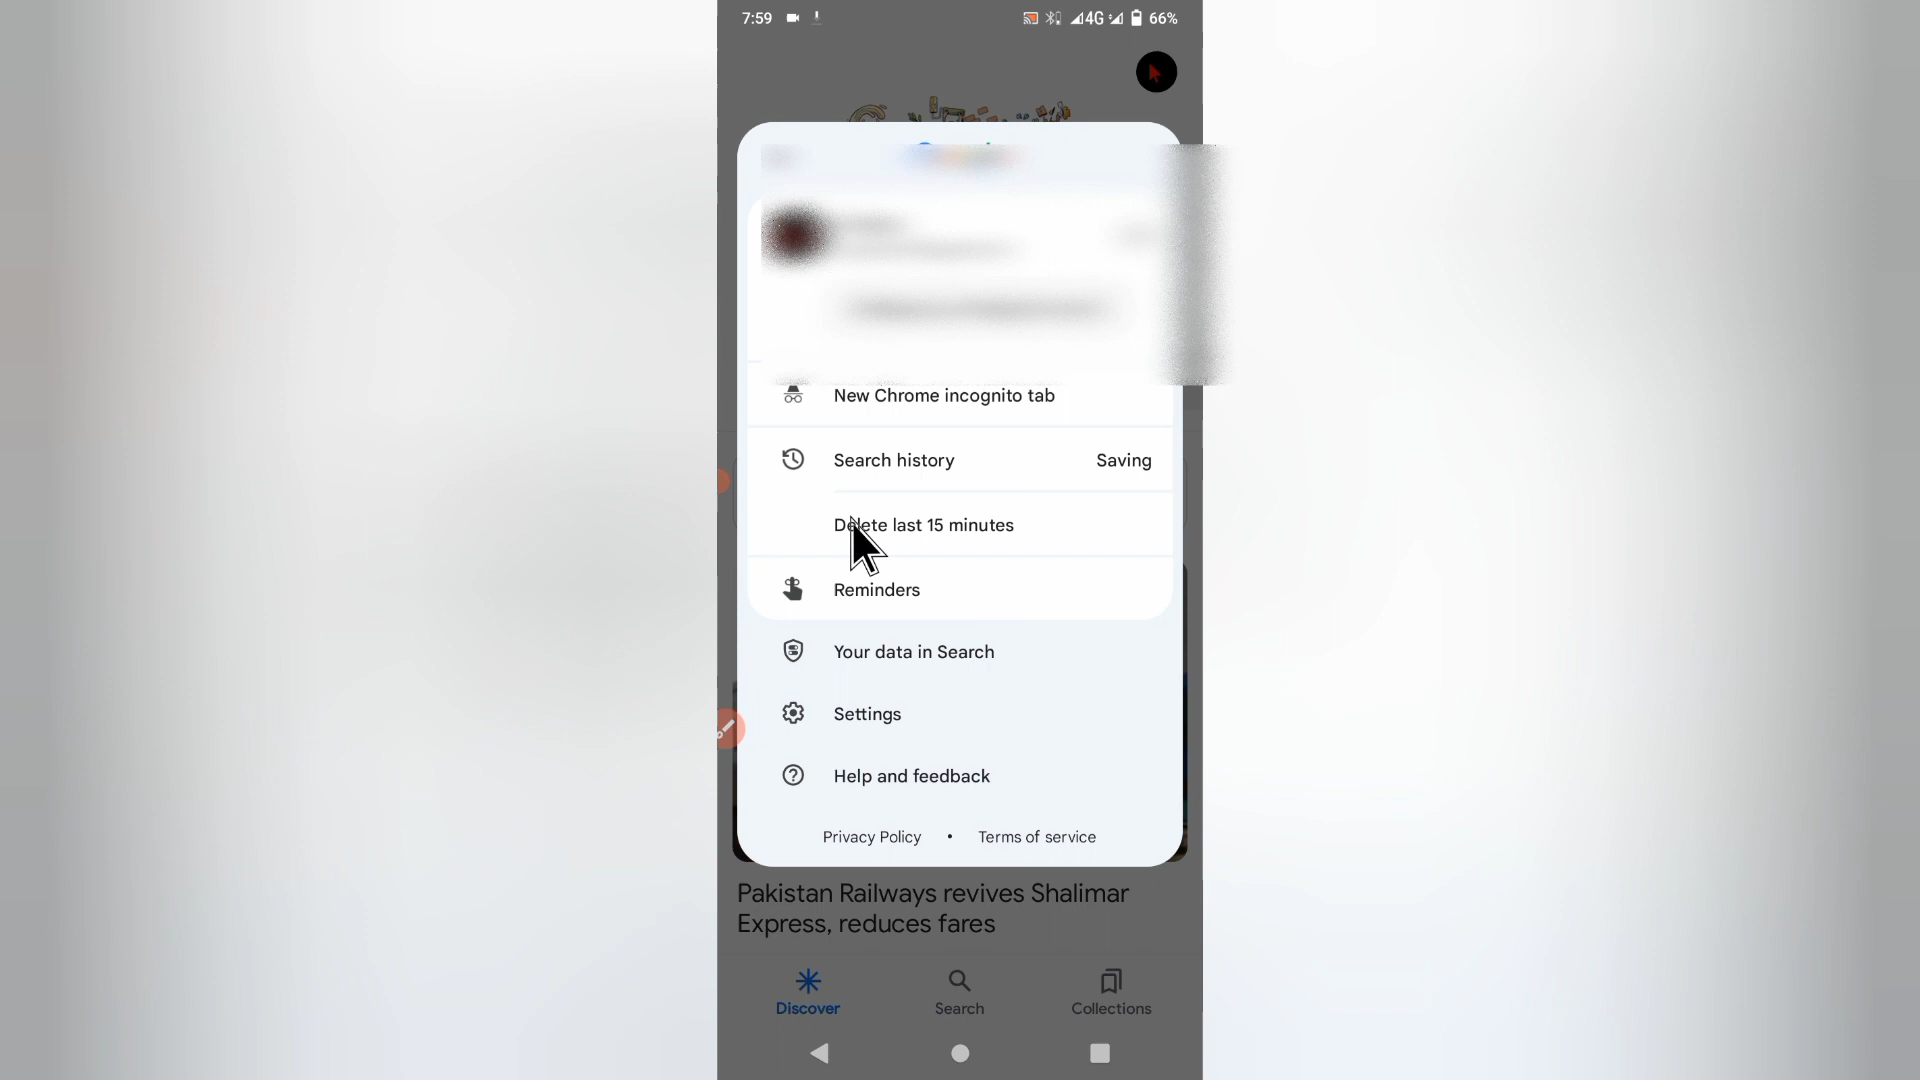 7:59
4G 66%
New Chrome incognito tab
Search history Saving
Delete last 15 minutes
Reminders
Your data in Search
Settings
Help and feedback
Privacy Policy • Terms of service
Pakistan Railways revives Shalimar
Express, reduces fares
Discover Search Collections